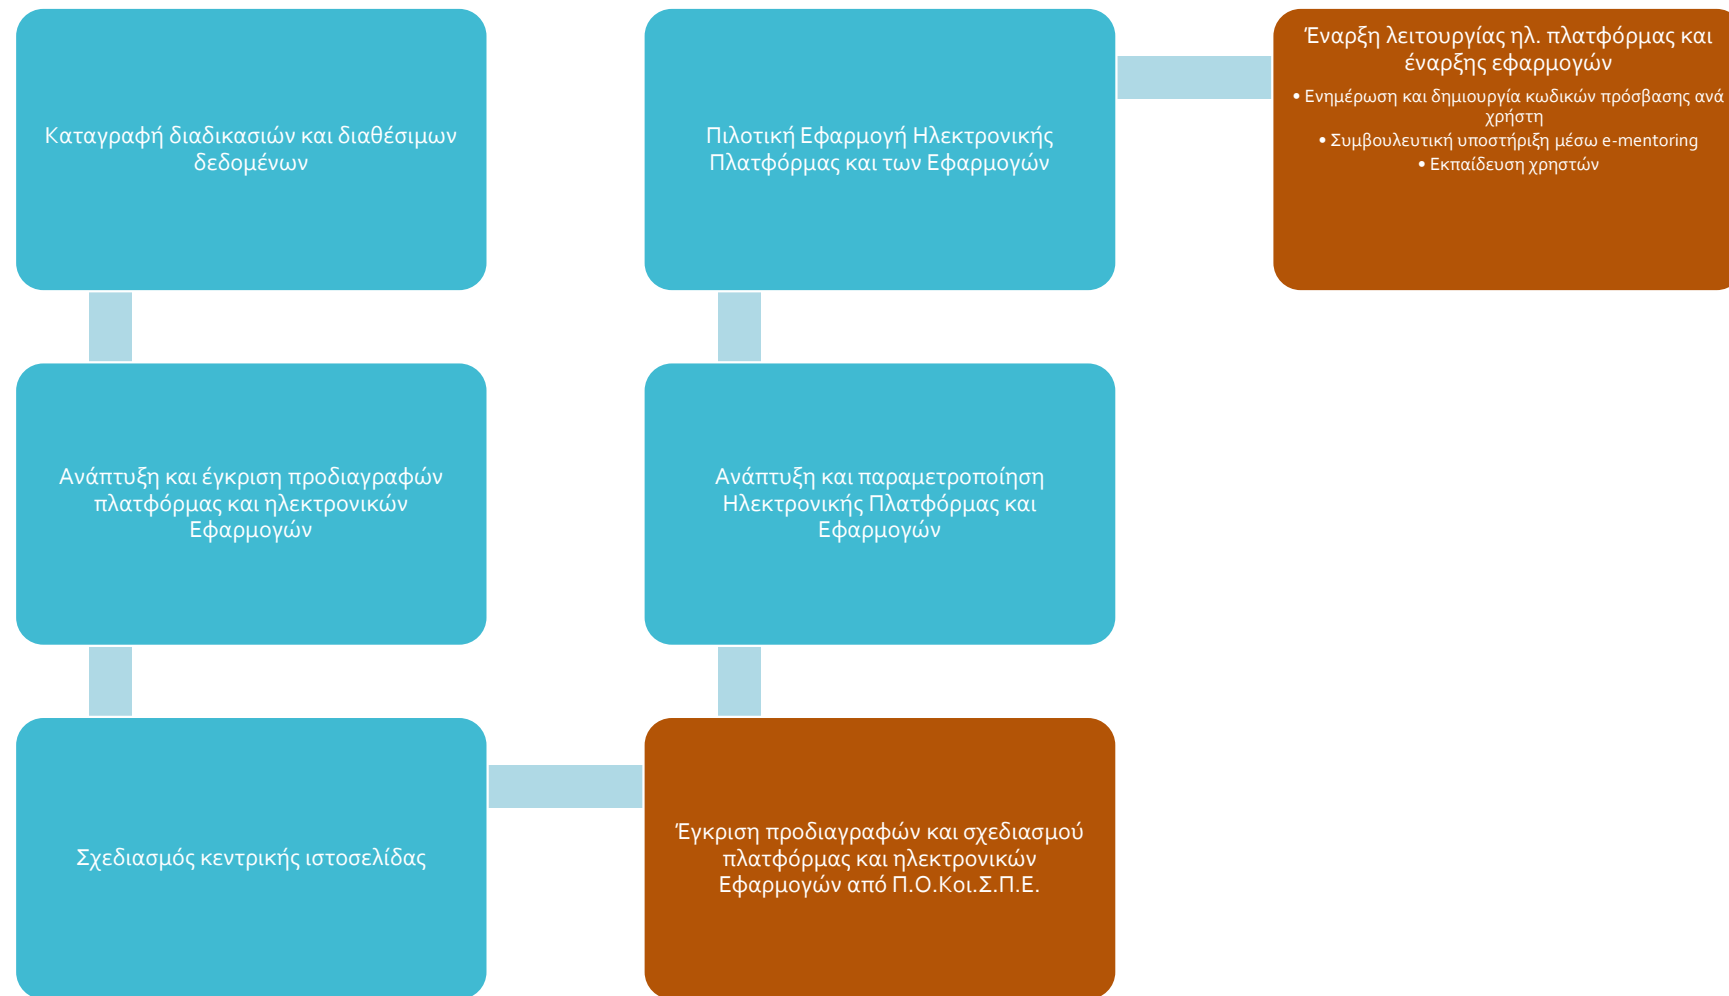 Καταγραφή διαδικασιών και διαθέσιμων
δεδομένων
Ανάπτυξη και έγκριση προδιαγραφών
πλατφόρμας και ηλεκτρονικών
Εφαρμογών
Σχεδιασμός κεντρικής ιστοσελίδας
Έγκριση προδιαγραφών και σχεδιασμού
πλατφόρμας και ηλεκτρονικών
Εφαρμογών από Π.Ο.Κοι.Σ.Π.Ε.
Ανάπτυξη και παραμετροποίηση
Ηλεκτρονικής Πλατφόρμας και
Εφαρμογών
Πιλοτική Εφαρμογή Ηλεκτρονικής
Πλατφόρμας και των Εφαρμογών
Έναρξη λειτουργίας ηλ. πλατφόρμας και
έναρξης εφαρμογών
• Ενημέρωση και δημιουργία κωδικών πρόσβασης ανά
χρήστη
• Συμβουλευτική υποστήριξη μέσω e-mentoring
• Εκπαίδευση χρηστών